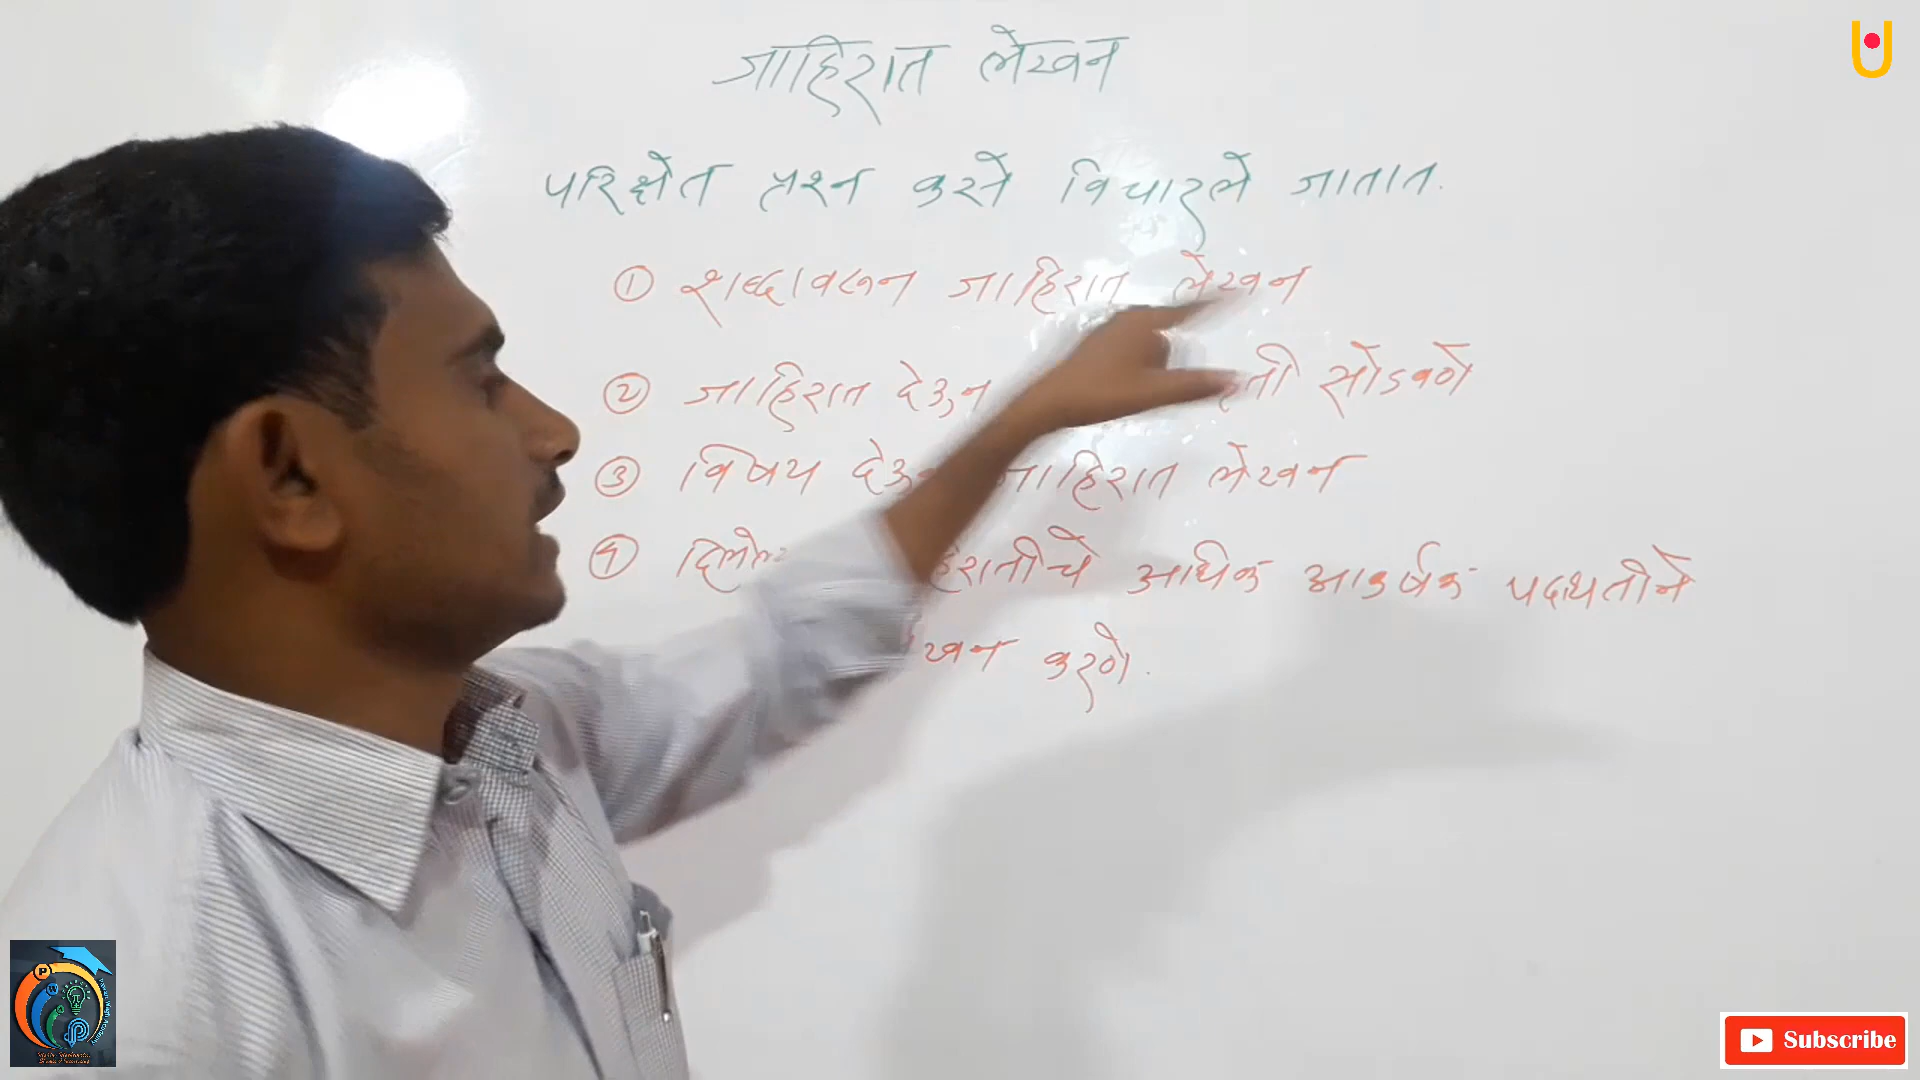 जाहिरात लेखन
परिक्षेत प्रश्न कसे विचारले जातात.
① शब्दावरून जाहिरात लेखन
② जाहिरात देऊन सोडवणे
③ विषय देऊन जाहिरात लेखन
④ अधिक आकर्षक पद्धतीने
करणे.
Subscribe